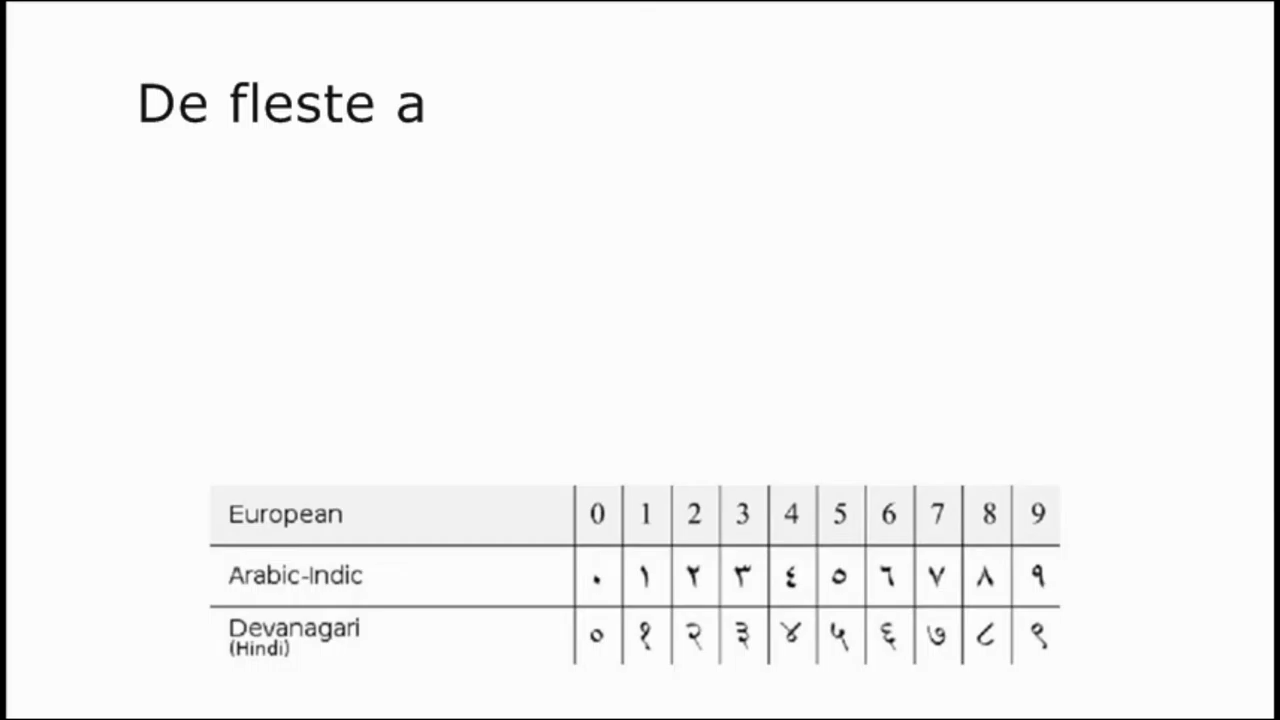 De fleste a
European 0 1 2 3 4 5 6 7 8 9
Arabic-Indic ٠ ١ ٢ ٣ ٤ ٥ ٦ ٧ ٨ ٩
Devanagari ० १ २ ३ ४ ५ ६ ७ ८ ९
(Hindi)